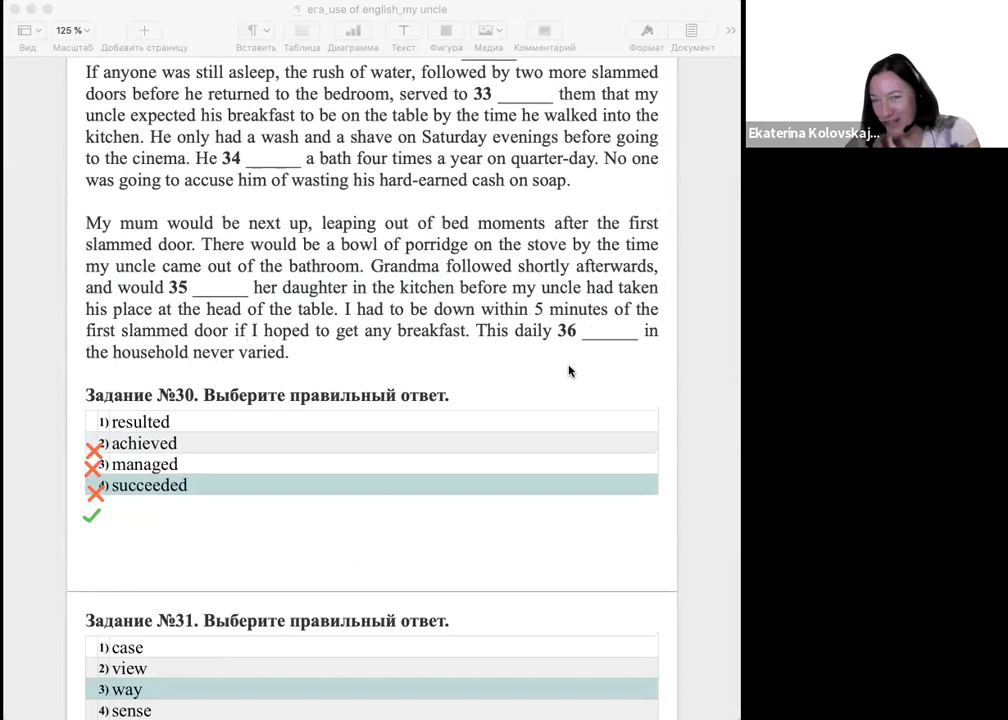 ега_use of english_my uncle
125 %
Вид
Масштаб
Добавить страницу
Вставить
Таблица
Диаграмма
Текст
Фигура
Медиа
Комментарий
Формат
Документ
Ekaterina Kolovskaj...
If anyone was still asleep, the rush of water, followed by two more slammed
doors before he returned to the bedroom, served to 33 ______ them that my
uncle expected his breakfast to be on the table by the time he walked into the
kitchen. He only had a wash and a shave on Saturday evenings before going
to the cinema. He 34 ______ a bath four times a year on quarter-day. No one
was going to accuse him of wasting his hard-earned cash on soap.
My mum would be next up, leaping out of bed moments after the first
slammed door. There would be a bowl of porridge on the stove by the time
my uncle came out of the bathroom. Grandma followed shortly afterwards,
and would 35 ______ her daughter in the kitchen before my uncle had taken
his place at the head of the table. I had to be down within 5 minutes of the
first slammed door if I hoped to get any breakfast. This daily 36 ______ in
the household never varied.
Задание №30. Выберите правильный ответ.
1) resulted
2) achieved
3) managed
4) succeeded
Задание №31. Выберите правильный ответ.
1) case
2) view
3) way
4) sense